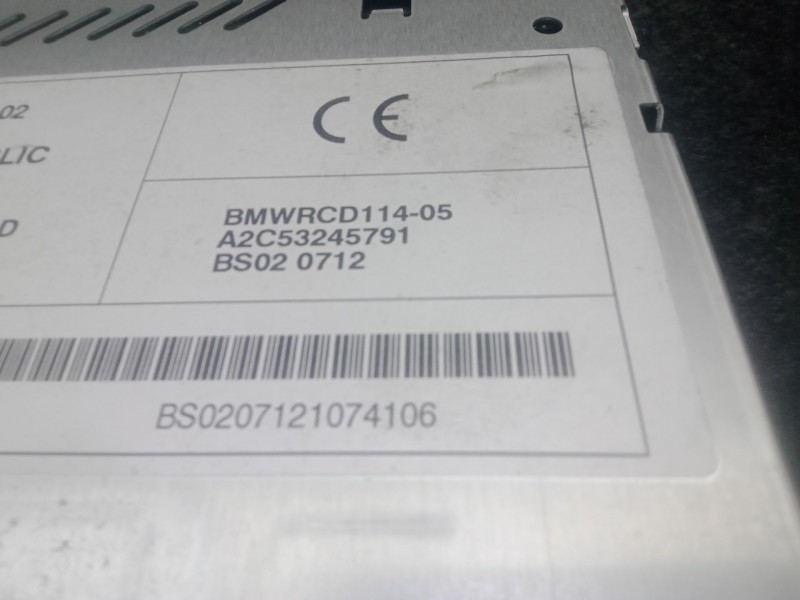 02
LIC
D
CE
BMWRCD114-05
A2C53245791
BS02 0712
BS0207121074106